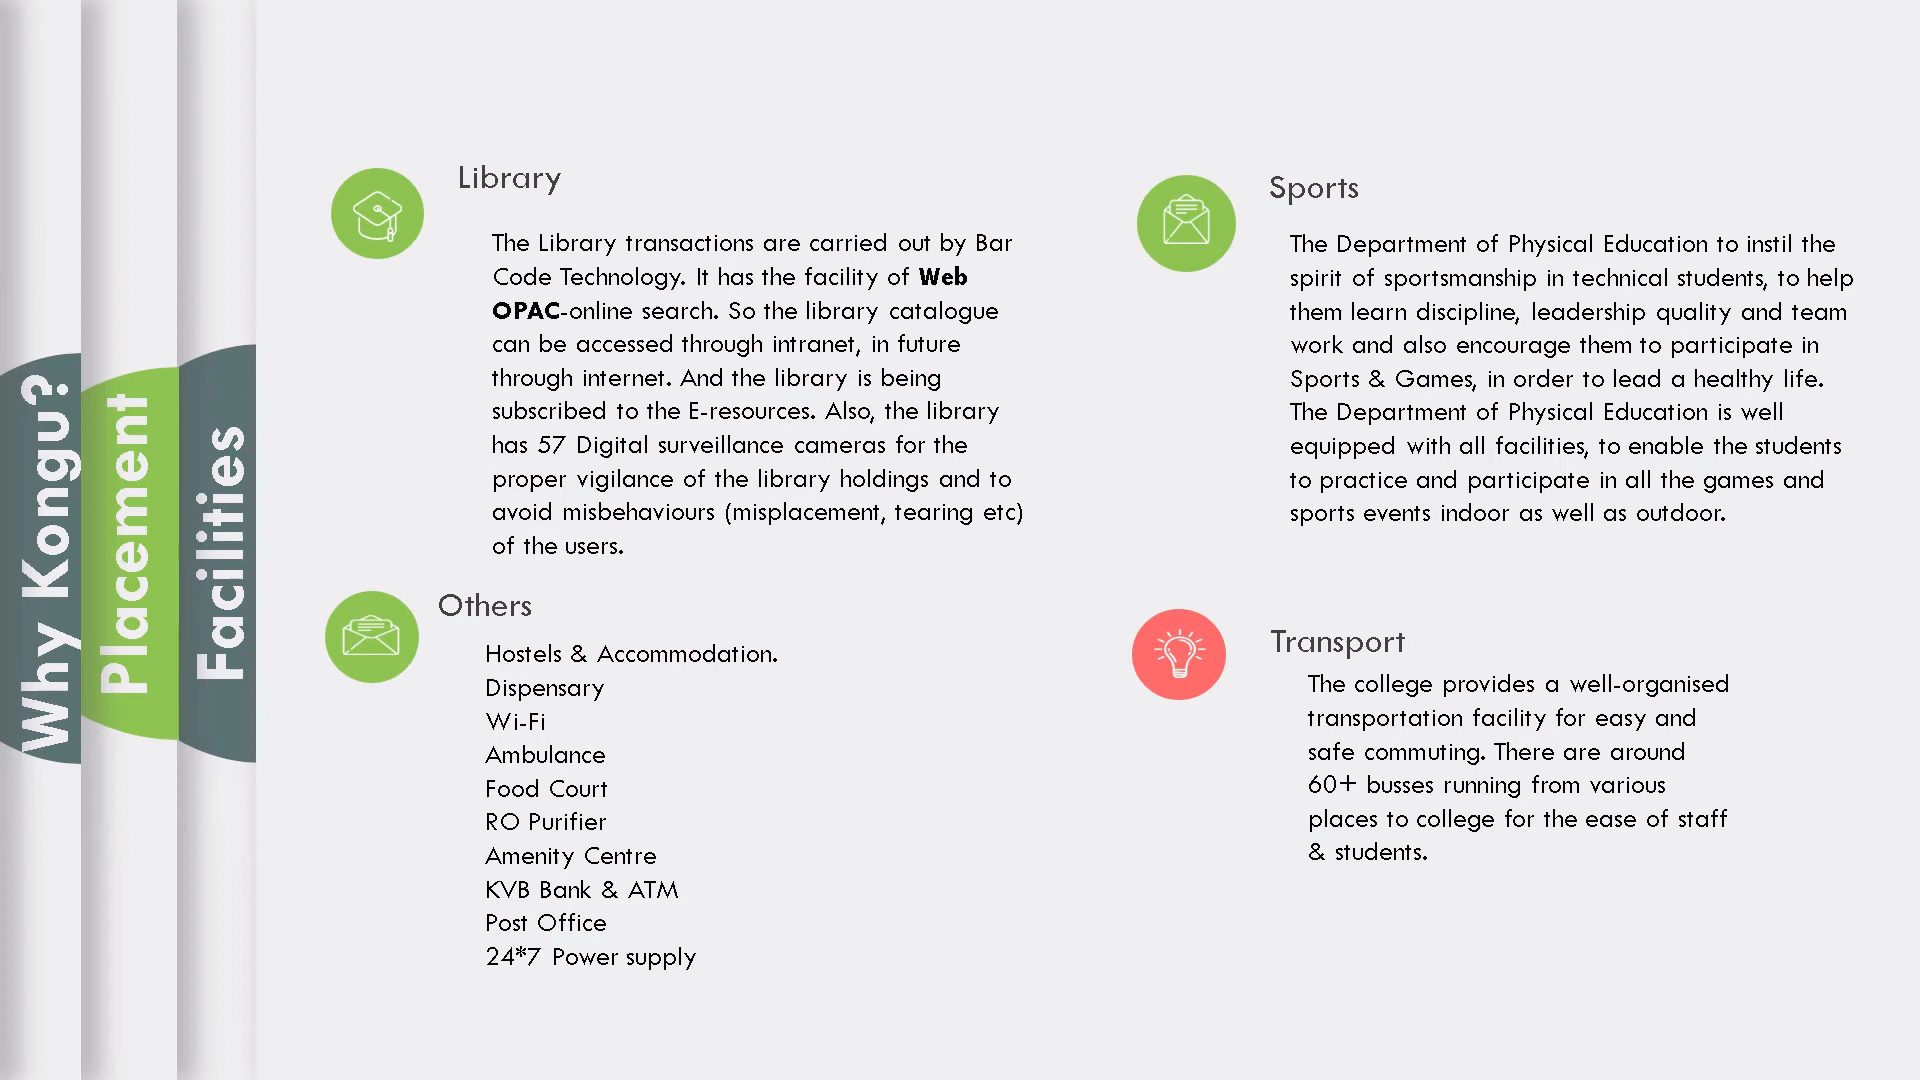 Why Kongu?
Placement
Facilities
Library
The Library transactions are carried out by Bar
Code Technology. It has the facility of Web
OPAC-online search. So the library catalogue
can be accessed through intranet, in future
through internet. And the library is being
subscribed to the E-resources. Also, the library
has 57 Digital surveillance cameras for the
proper vigilance of the library holdings and to
avoid misbehaviours (misplacement, tearing etc)
of the users.
Sports
The Department of Physical Education to instil the
spirit of sportsmanship in technical students, to help
them learn discipline, leadership quality and team
work and also encourage them to participate in
Sports & Games, in order to lead a healthy life.
The Department of Physical Education is well
equipped with all facilities, to enable the students
to practice and participate in all the games and
sports events indoor as well as outdoor.
Others
Hostels & Accommodation.
Dispensary
Wi-Fi
Ambulance
Food Court
RO Purifier
Amenity Centre
KVB Bank & ATM
Post Office
24*7 Power supply
Transport
The college provides a well-organised
transportation facility for easy and
safe commuting. There are around
60+ busses running from various
places to college for the ease of staff
& students.